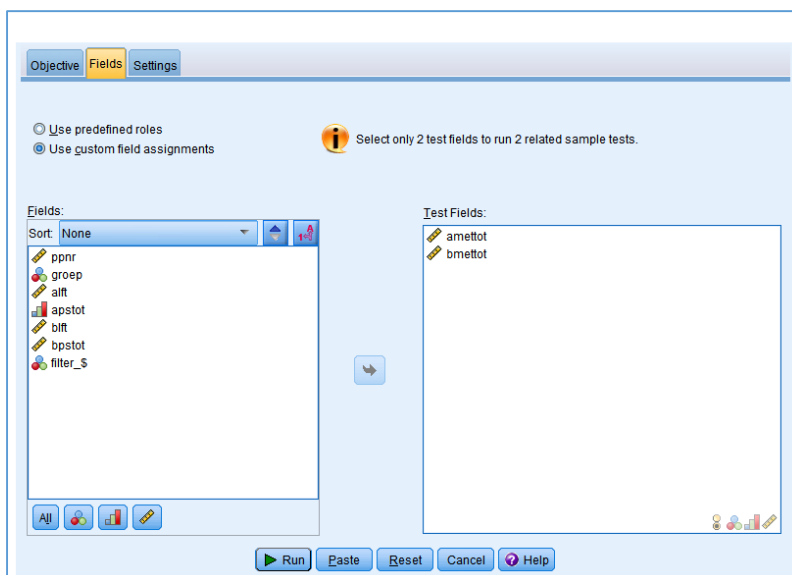 Objective Fields Settings
Use predefined roles
Use custom field assignments
Select only 2 test fields to run 2 related sample tests.
Fields:
Sort: None
ppnr
groep
alft
apstot
blft
bpstot
filter_$
All
Test Fields:
amettot
bmettot
Run Paste Reset Cancel Help